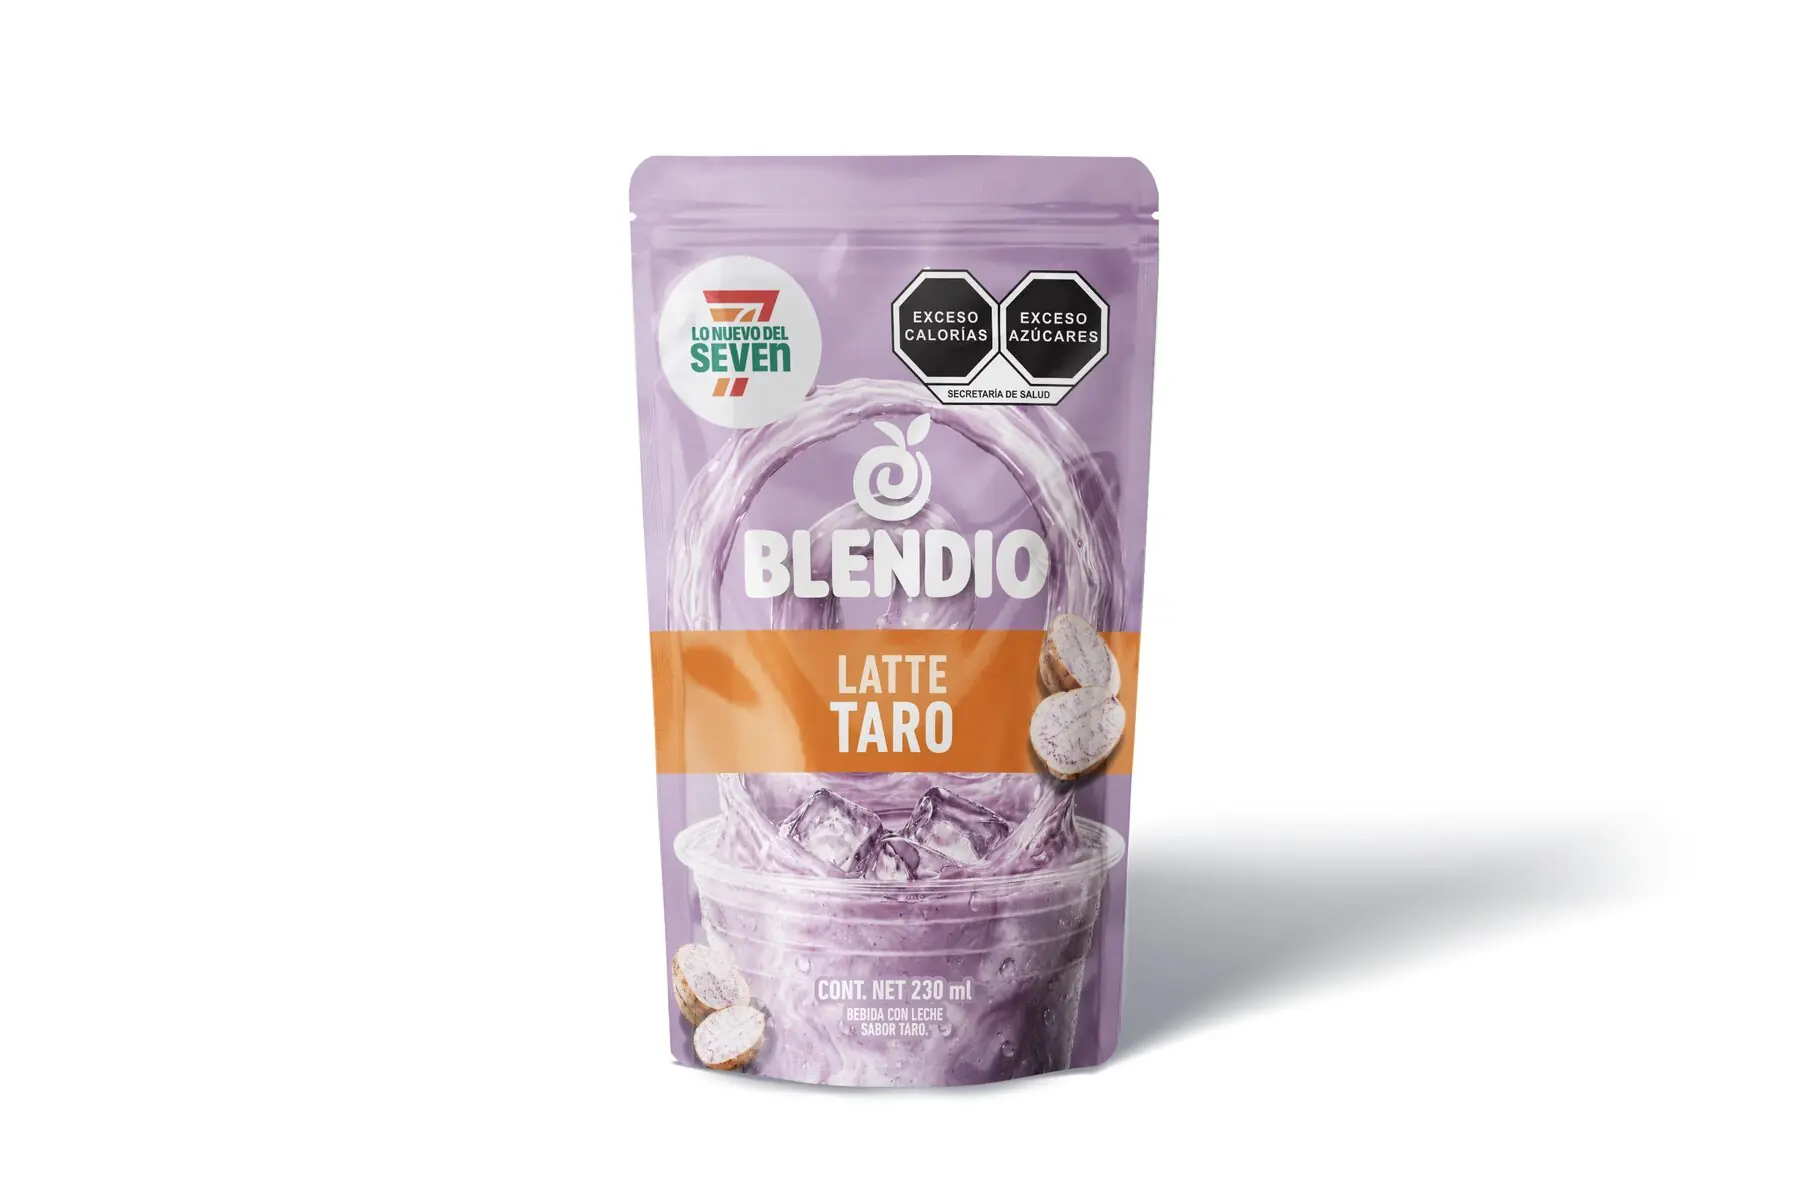 LO NUEVO DEL
SEVEn
EXCESO
CALORÍAS
EXCESO
AZÚCARES
SECRETARÍA DE SALUD
BLENDIO
LATTE
TARO
CONT. NET 230 ml
BEBIDA CON LECHE
SABOR TARO.